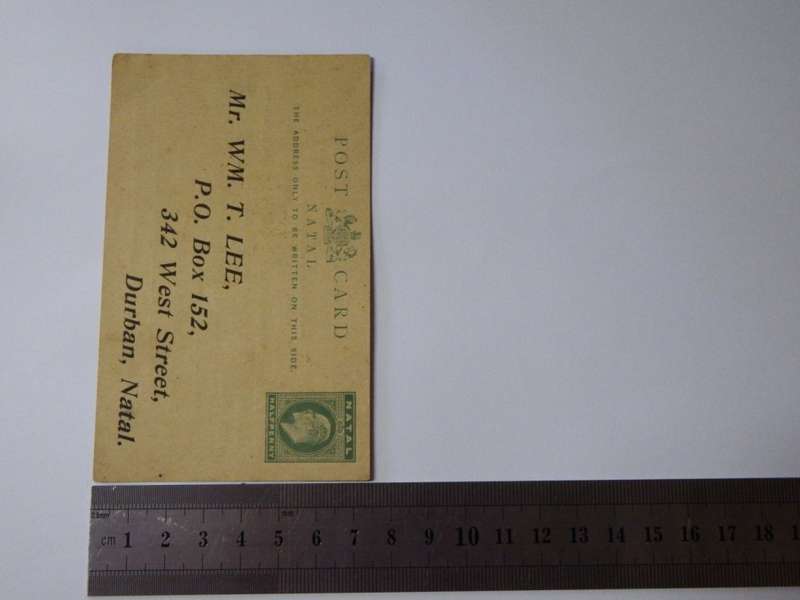 POST CARD
NATAL
THE ADDRESS ONLY TO BE WRITTEN ON THIS SIDE.
NATAL
HALFPENNY
Mr. WM. T. LEE,
P.O. Box 152,
342 West Street,
Durban, Natal.
cm 1 2 3 4 5 6 7 8 9 10 11 12 13 14 15 16 17 18